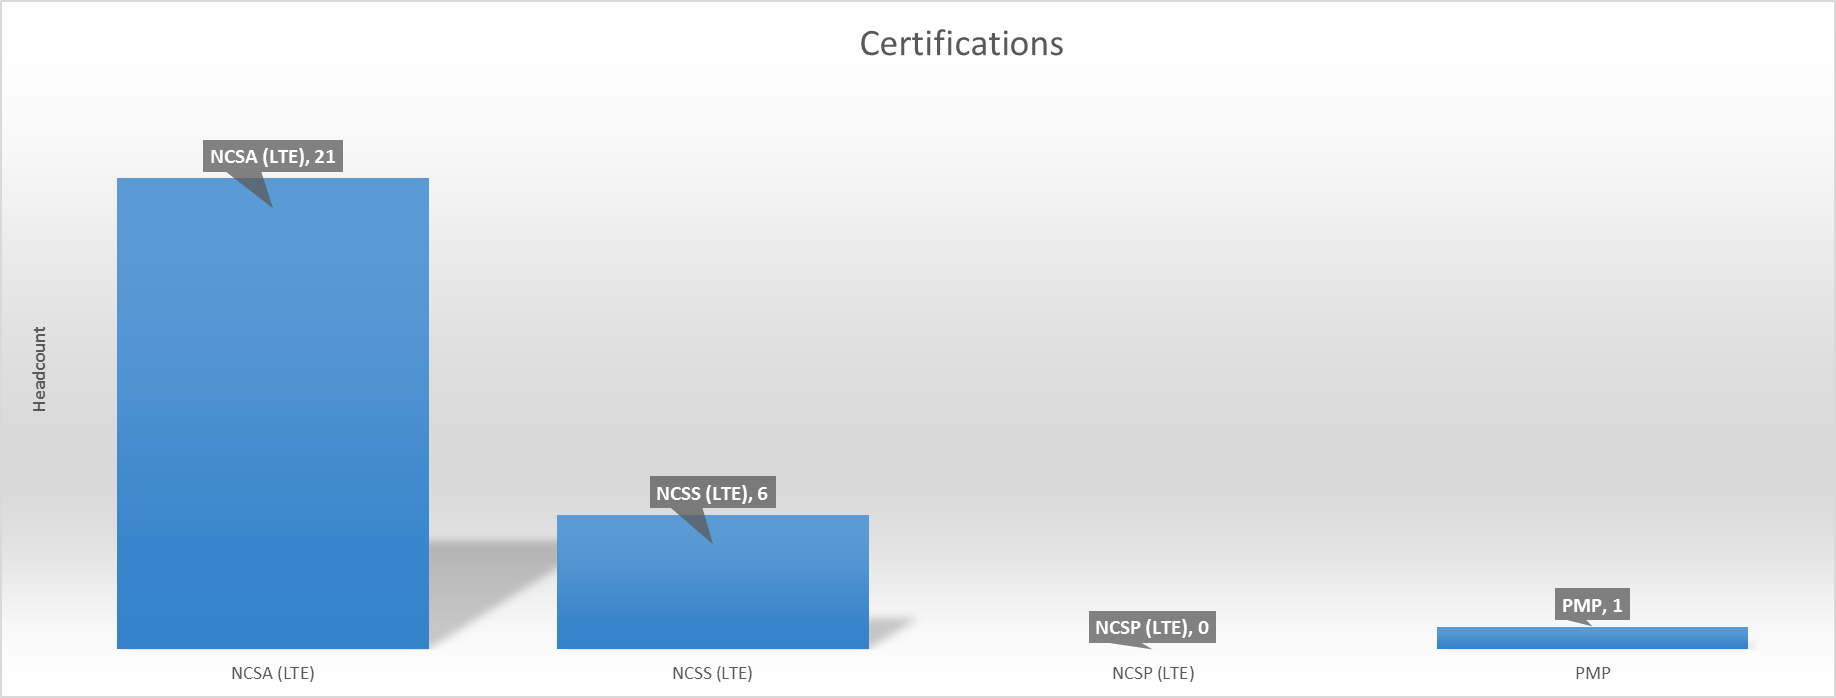 Certifications
NCSA (LTE), 21
NCSS (LTE), 6
NCSP (LTE), 0
PMP, 1
Headcount
NCSA (LTE)
NCSS (LTE)
NCSP (LTE)
PMP